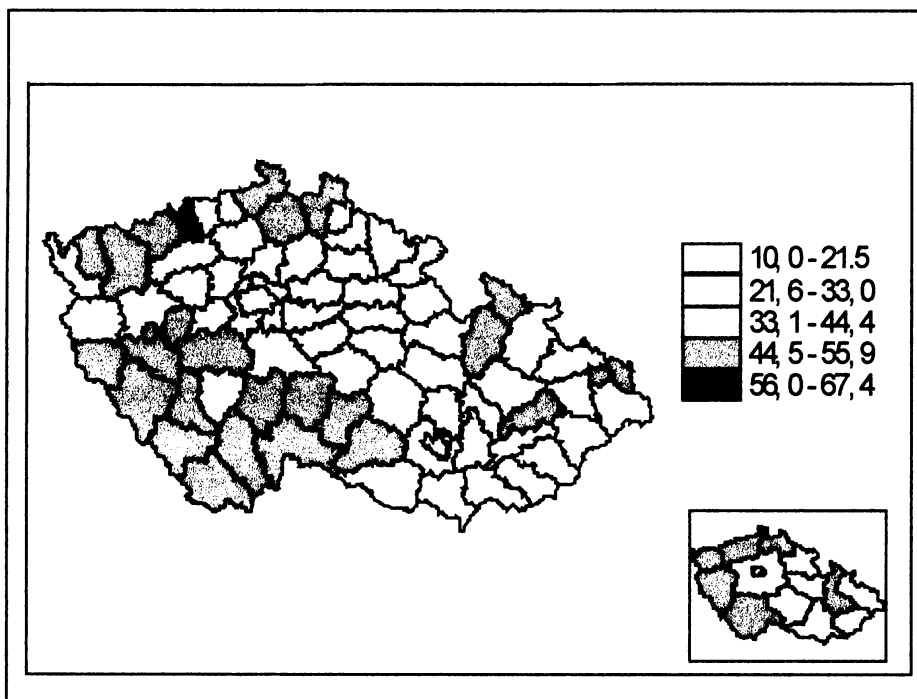 10, 0 - 21.5
21, 6 - 33, 0
33, 1 - 44, 4
44, 5 - 55, 9
56, 0 - 67, 4